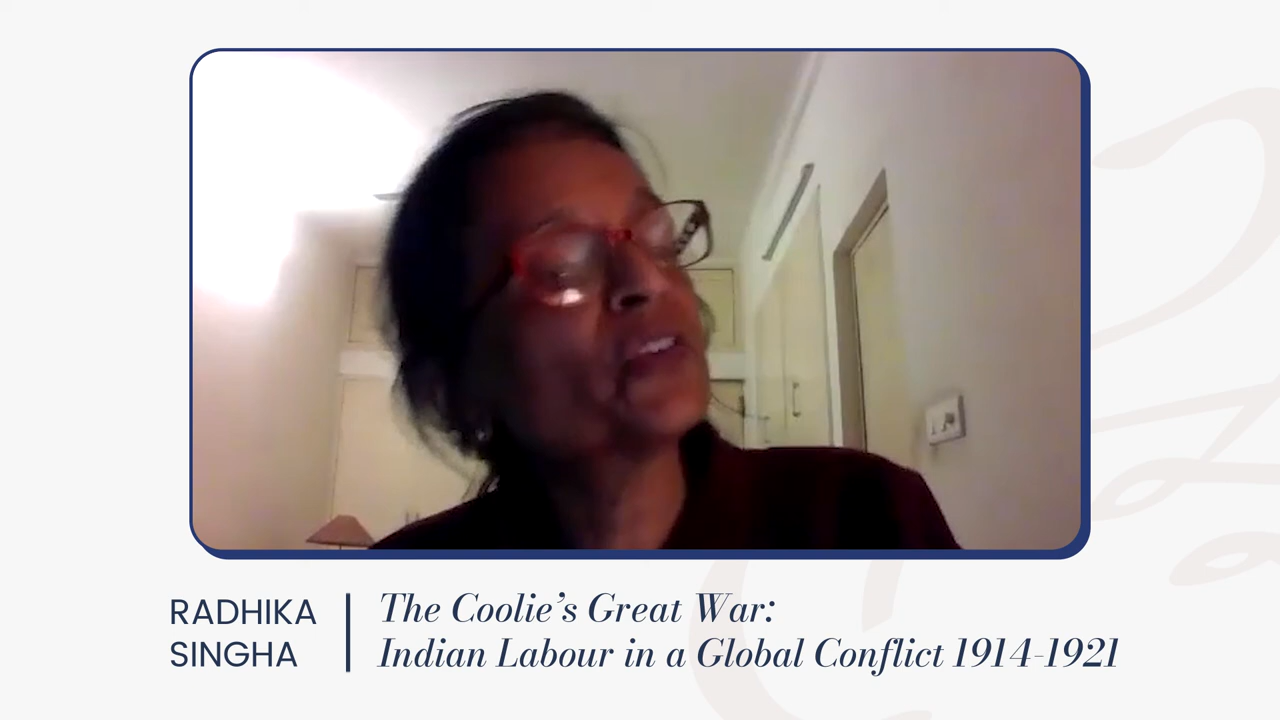 RADHIKA
SINGHA
The Coolie’s Great War:
Indian Labour in a Global Conflict 1914-1921